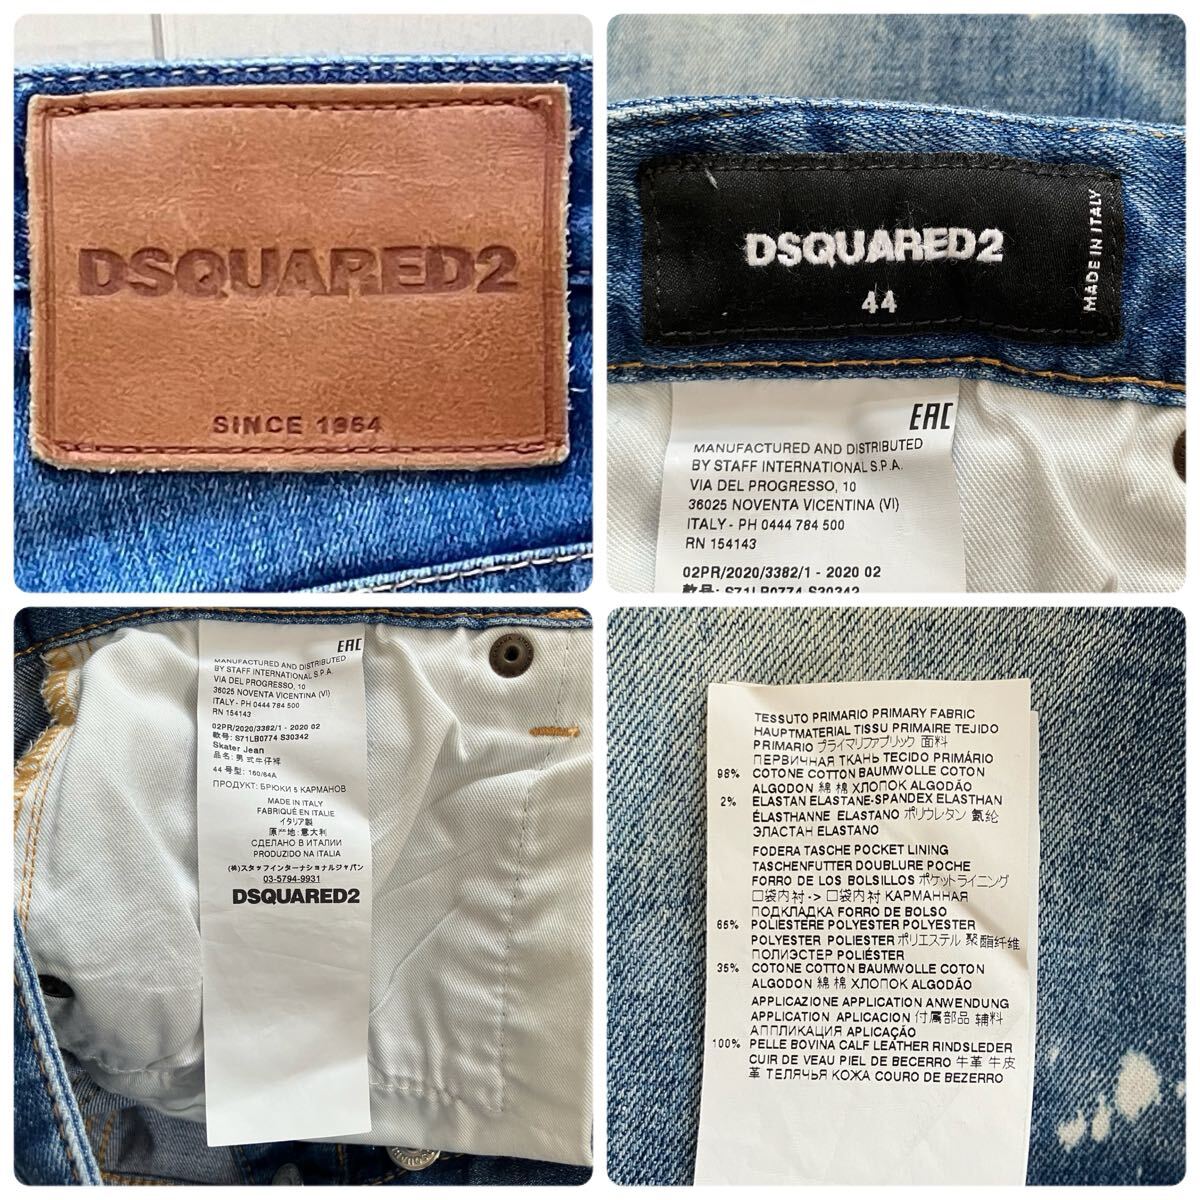 DSQUARED2
SINCE 1964
DSQUARED2
44
MADE IN ITALY
EAC
MANUFACTURED AND DISTRIBUTED
BY STAFF INTERNATIONAL S.P.A.
VIA DEL PROGRESSO, 10
36025 NOVENTA VICENTINA (VI)
ITALY - PH 0444 784 500
RN 154143
02PR/2020/3382/1 - 2020 02
款号: S71LB0774 S30342
EAC
MANUFACTURED AND DISTRIBUTED
BY STAFF INTERNATIONAL S.P.A.
VIA DEL PROGRESSO, 10
36025 NOVENTA VICENTINA (VI)
ITALY - PH 0444 784 500
RN 154143
02PR/2020/3382/1 - 2020 02
款号: S71LB0774 S30342
Skater Jean
品名: 男式牛仔裤
44 号型: 160/64A
ПРОДУКТ: БРЮКИ 5 КАРМАНОВ
MADE IN ITALY
FABRIQUÉ EN ITALIE
イタリア製
原产地:意大利
СДЕЛАНО В ИТАЛИИ
PRODUZIDO NA ITALIA
(株)スタッフインターナショナルジャパン
03-5794-9931
DSQUARED2
TESSUTO PRIMARIO PRIMARY FABRIC
HAUPTMATERIAL TISSU PRIMAIRE TEJIDO
PRIMARIO プライマリファブリック 面料
ПЕРВИЧНАЯ ТКАНЬ TECIDO PRIMÁRIO
98% COTONE COTTON BAUMWOLLE COTON
ALGODON 綿 棉 ХЛОПОК ALGODÃO
2% ELASTAN ELASTANE-SPANDEX ELASTHAN
ÉLASTHANNE ELASTANO ポリウレタン 氨纶
ЭЛАСТАН ELASTANO
FODERA TASCHE POCKET LINING
TASCHENFUTTER DOUBLURE POCHE
FORRO DE LOS BOLSILLOS ポケットライニング
口袋内衬 -> 口袋内衬 КАРМАННАЯ
ПОДКЛАДКА FORRO DE BOLSO
65% POLIESTERE POLYESTER POLYESTER
POLYESTER POLIESTER ポリエステル 聚酯纤维
ПОЛИЭСТЕР POLIÉSTER
35% COTONE COTTON BAUMWOLLE COTON
ALGODON 綿 棉 ХЛОПОК ALGODÃO
APPLICAZIONE APPLICATION ANWENDUNG
APPLICATION APLICACION 付属部品 辅料
АППЛИКАЦИЯ APLICAÇÃO
100% PELLE BOVINA CALF LEATHER RINDSLEDER
CUIR DE VEAU PIEL DE BECERRO 牛革 牛皮
革 ТЕЛЯЧЬЯ КОЖА COURO DE BEZERRO